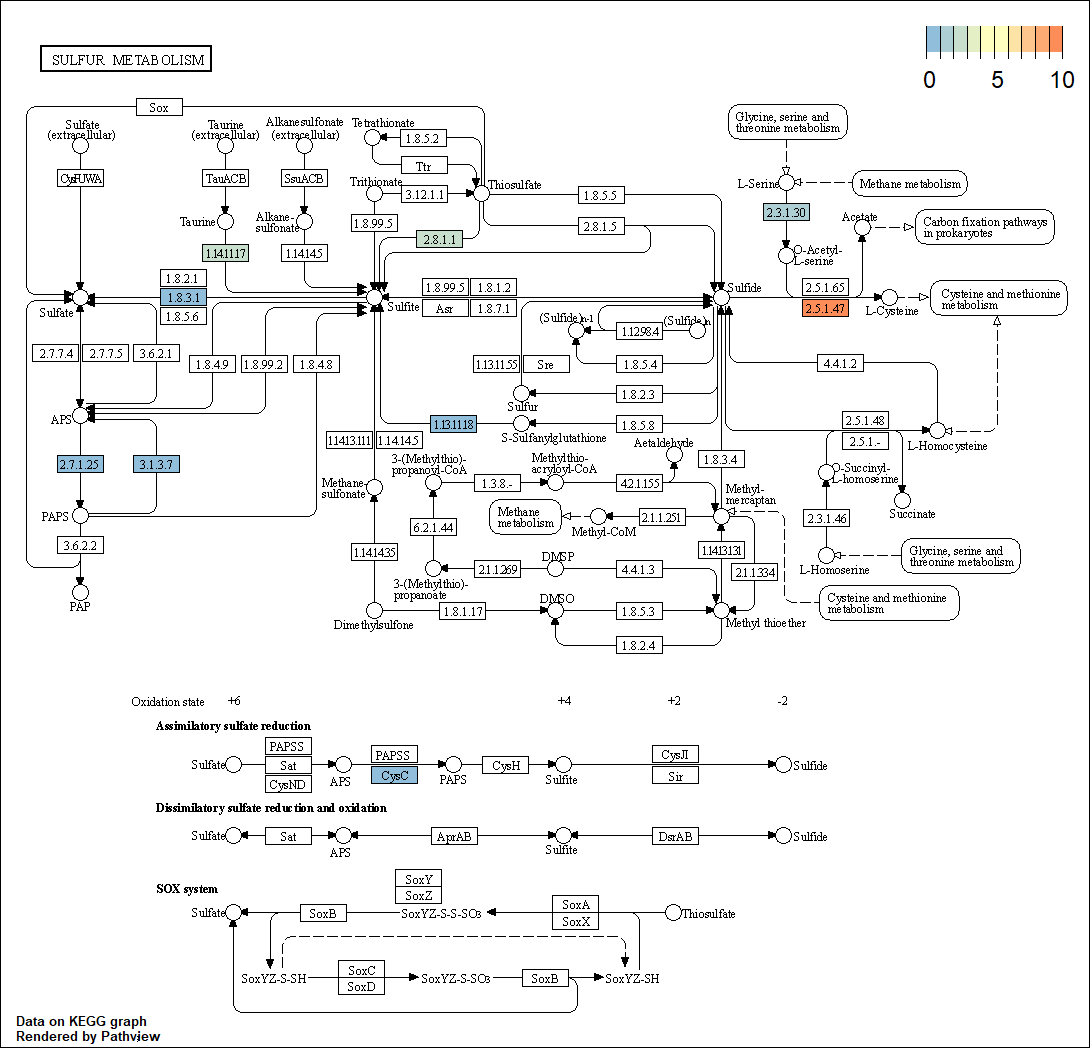 SULFUR METABOLISM
0
5
10
Sox
Sulfate
(extracellular)
Taurine
(extracellular)
Alkanesulfonate
(extracellular)
Tetrathionate
1.8.5.2
Ttr
Glycine, serine and
threonine metabolism
CysPUWA
TauACB
SsuACB
Trithionate
3.12.1.1
Thiosulfate
1.8.5.5
L-Serine
Methane metabolism
Taurine
Alkane-
sulfonate
1.8.99.5
2.8.1.1
2.8.1.5
2.3.1.30
Acetate
Carbon fixation pathways
in prokaryotes
1.14.11.17
1.14.14.5
O-Acetyl-
L-serine
1.8.2.1
1.8.3.1
1.8.5.6
Sulfate
Sulfite
1.8.99.5
1.8.1.2
Asr
1.8.7.1
Sulfide
2.5.1.65
2.5.1.47
L-Cysteine
Cysteine and methionine
metabolism
(Sulfide)n-1
1.12.98.4
(Sulfide)n
2.7.7.4
2.7.7.5
3.6.2.1
1.8.4.9
1.8.99.2
1.8.4.8
1.13.11.55
Sre
1.8.5.4
4.4.1.2
1.8.2.3
Sulfur
APS
1.13.11.18
1.8.5.8
S-Sulfanylglutathione
2.5.1.48
2.5.1.-
L-Homocysteine
1.14.13.111
1.14.14.5
Aetaldehyde
2.7.1.25
3.1.3.7
3-(Methylthio)-
propanoyl-CoA
Methylthio-
acryloyl-CoA
1.8.3.4
O-Succinyl-
L-homoserine
Methane-
sulfonate
1.3.8.-
4.2.1.155
Methyl-
mercaptan
Succinate
PAPS
Methane
metabolism
Methyl-CoM
2.1.1.251
2.3.1.46
6.2.1.44
3.6.2.2
1.14.14.35
1.14.13.131
L-Homoserine
Glycine, serine and
threonine metabolism
DMSP
2.1.1.269
4.4.1.3
2.1.1.334
3-(Methylthio)-
propanoate
PAP
DMSO
Cysteine and methionine
metabolism
Dimethylsulfone
1.8.1.17
1.8.5.3
Methyl thioether
1.8.2.4
Oxidation state
+6
+4
+2
-2
Assimilatory sulfate reduction
Sulfate
PAPSS
Sat
CysND
APS
PAPSS
CysC
PAPS
CysH
Sulfite
CysJI
Sir
Sulfide
Dissimilatory sulfate reduction and oxidation
Sulfate
Sat
APS
AprAB
Sulfite
DsrAB
Sulfide
SOX system
SoxY
SoxZ
Sulfate
SoxB
SoxYZ-S-S-SO3
SoxA
SoxX
Thiosulfate
SoxYZ-S-SH
SoxC
SoxD
SoxYZ-S-SO3
SoxB
SoxYZ-SH
Data on KEGG graph
Rendered by Pathview